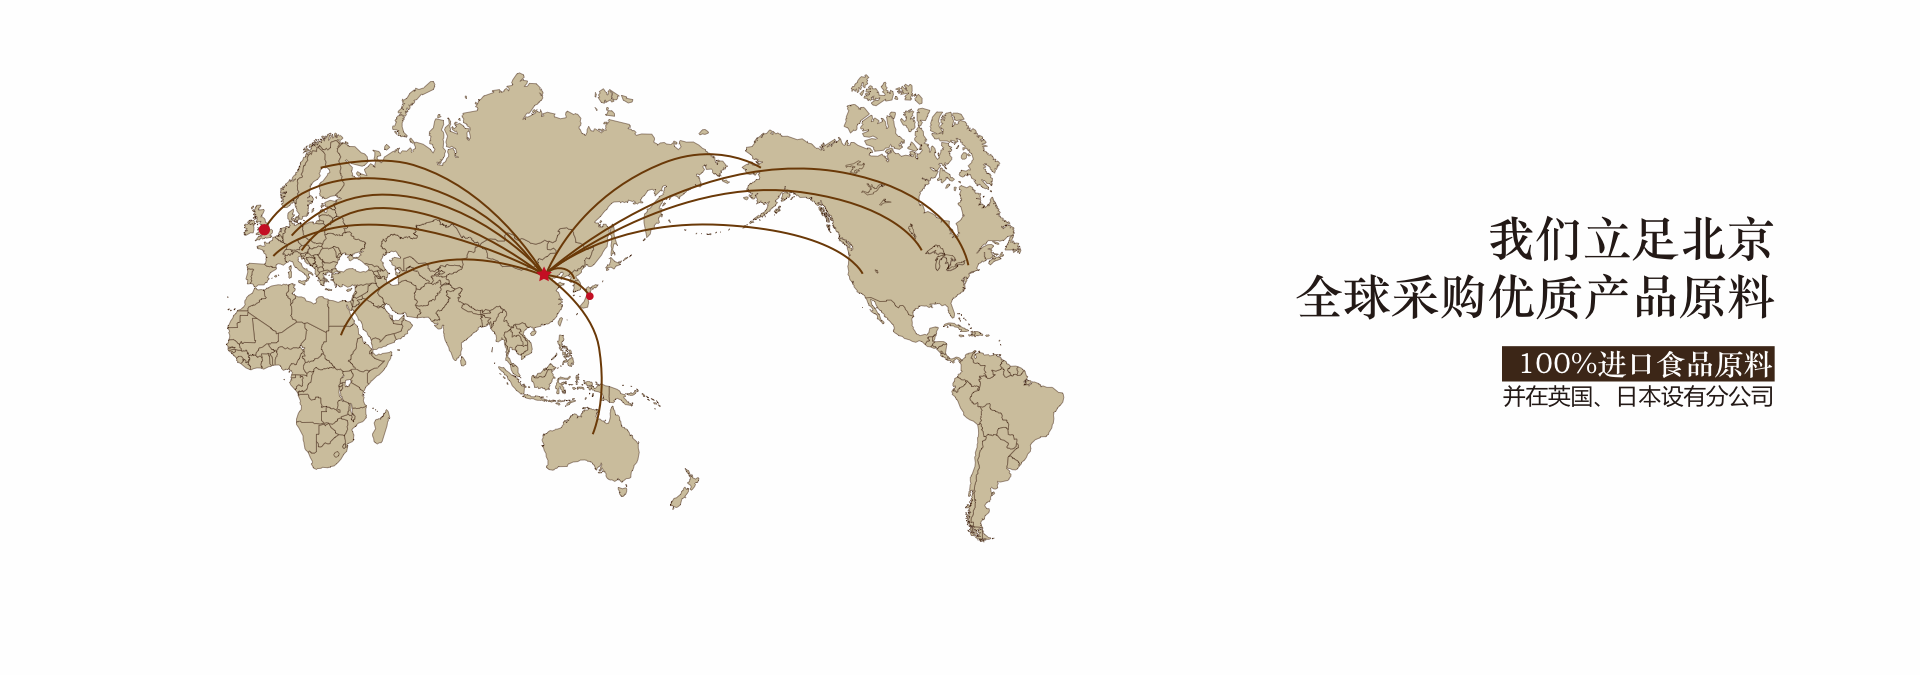 我们立足北京
全球采购优质产品原料
100%进口食品原料
并在英国、日本设有分公司